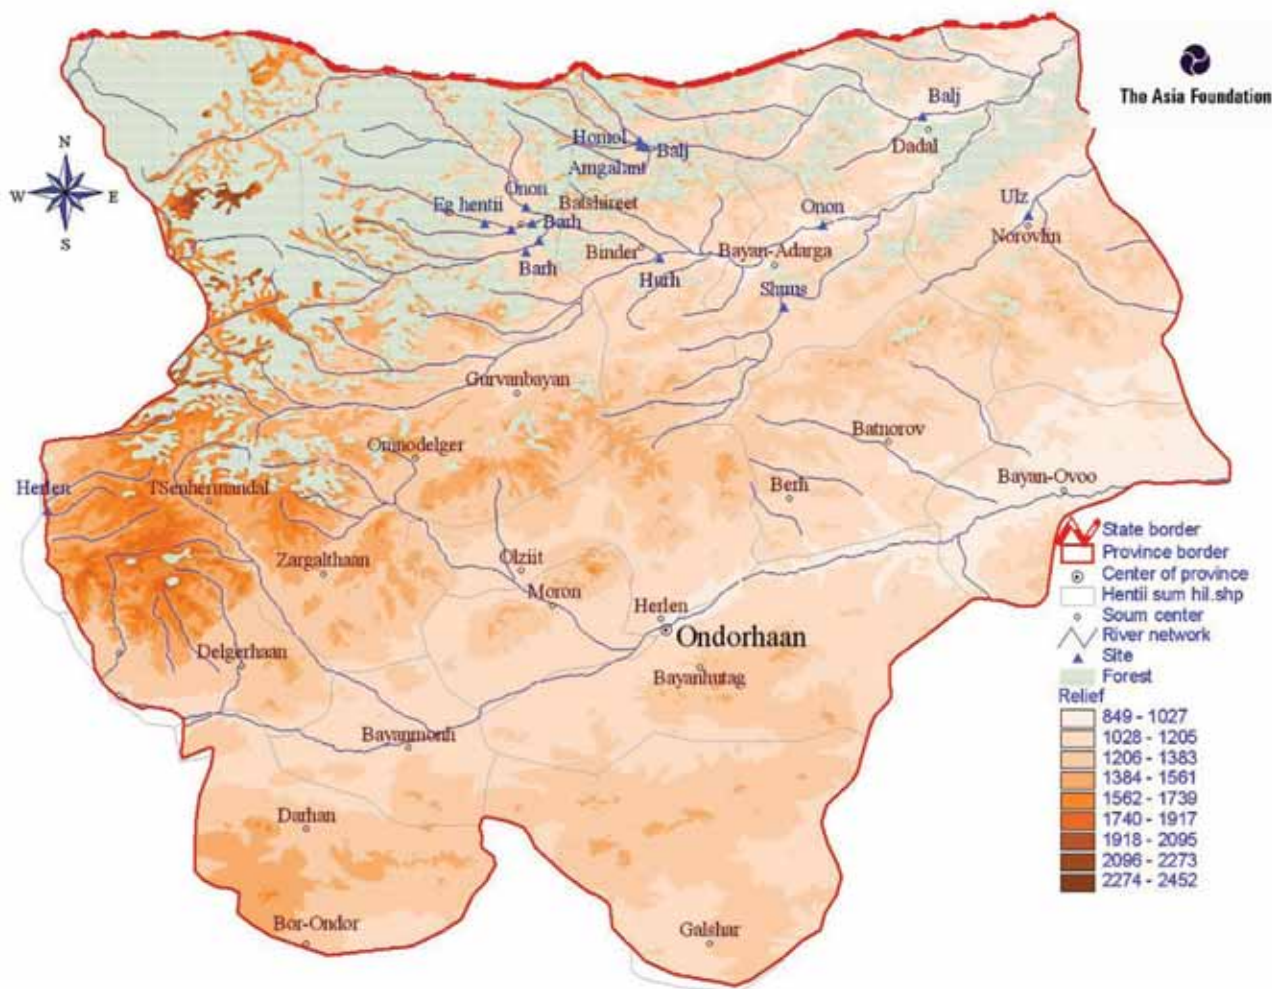 The Asia Foundation
N
W
E
S
Balj
Dadal
Homol
Balj
Amgalant
Onon
Batshireet
Eg hentii
Barh
Onon
Ulz
Norovlin
Binder
Bayan-Adarga
Barh
Hurh
Shuus
Gurvanbayan
Batnorov
Omnodelger
Bayan-Ovoo
Herlen
TSenhermandal
Berh
Zargalthaan
Olziit
Moron
Herlen
Ondorhaan
Delgerhaan
Bayanhutag
Bayanmonh
Darhan
Bor-Ondor
Galshar
State border
Province border
Center of province
Hentii sum hil.shp
Soum center
River network
Site
Forest
Relief
849 - 1027
1028 - 1205
1206 - 1383
1384 - 1561
1562 - 1739
1740 - 1917
1918 - 2095
2096 - 2273
2274 - 2452